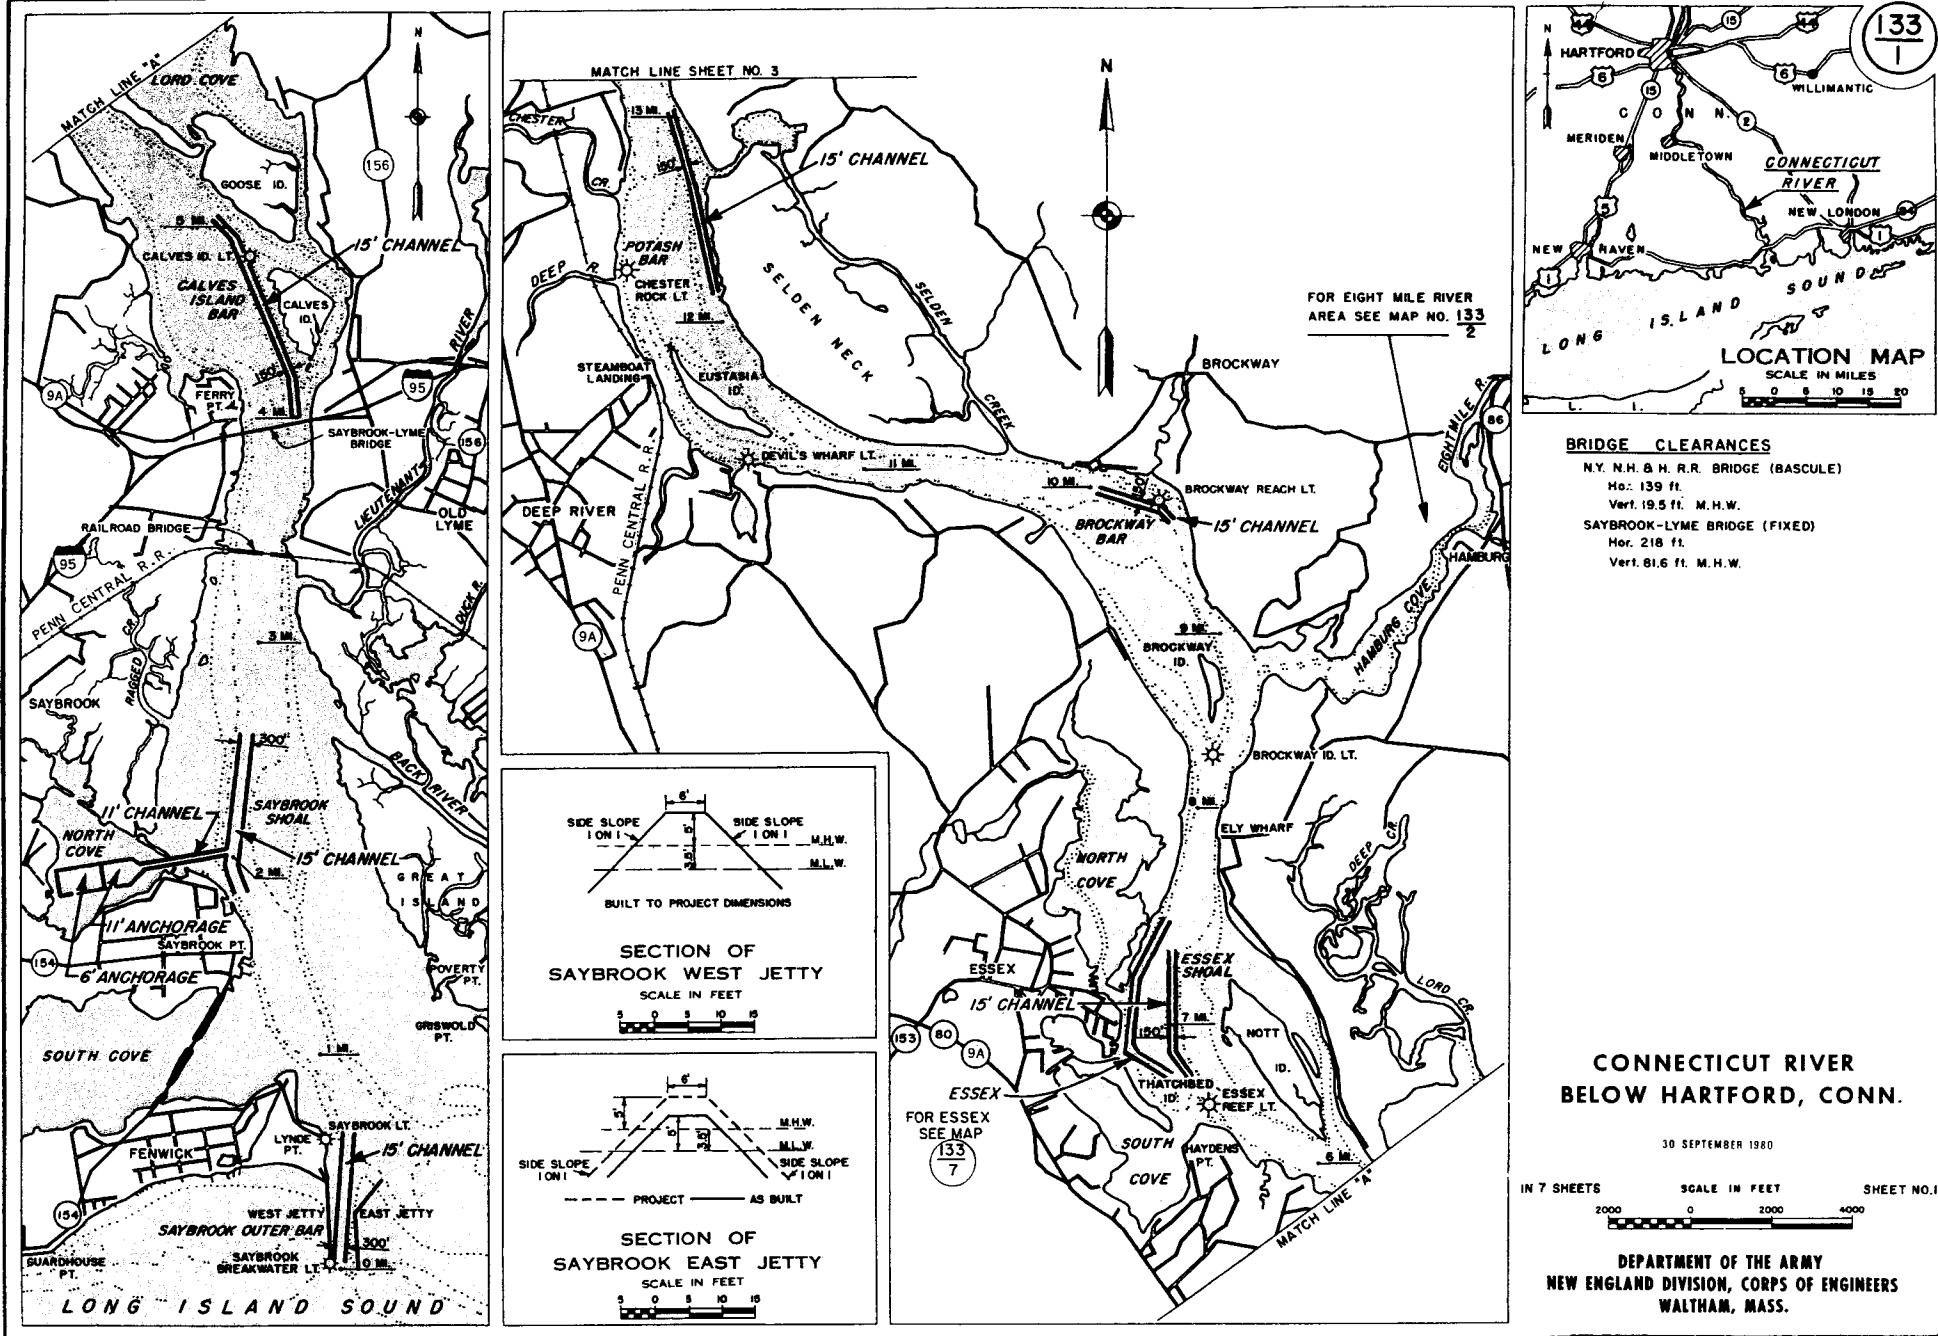 MATCH LINE "A"
LORD COVE
N
156
GOOSE ID.
5 MI.
15' CHANNEL
CALVES ID. LT.
CALVES
ISLAND
BAR
CALVES
ID.
RIVER
150'
95
9A
FERRY
PT.
4 MI.
SAYBROOK-LYME
BRIDGE
156
LIEUTENANT
OLD
LYME
RAILROAD BRIDGE
95
PENN CENTRAL R.R.
DUCK R.
CR.
RAGGED
3 MI.
SAYBROOK
300'
BACK RIVER
11' CHANNEL
SAYBROOK
SHOAL
NORTH
COVE
15' CHANNEL
2 MI.
GREAT
ISLAND
11' ANCHORAGE
SAYBROOK PT.
154
6' ANCHORAGE
POVERTY
PT.
GRISWOLD
PT.
1 MI.
SOUTH COVE
SAYBROOK LT.
LYNDE
PT.
15' CHANNEL
FENWICK
154
WEST JETTY
EAST JETTY
SAYBROOK OUTER BAR
300'
SAYBROOK
BREAKWATER LT.
0 MI.
GUARDHOUSE
PT.
LONG ISLAND SOUND
MATCH LINE SHEET NO. 3
N
13 MI.
CHESTER
CR.
150'
15' CHANNEL
POTASH
BAR
DEEP R.
CHESTER
ROCK LT.
12 MI.
SELDEN NECK
SELDEN
CREEK
FOR EIGHT MILE RIVER
AREA SEE MAP NO. 133
2
STEAMBOAT
LANDING
EUSTASIA
ID.
BROCKWAY
EIGHTMILE R.
86
DEVIL'S WHARF LT.
11 MI.
10 MI.
150'
BROCKWAY REACH LT.
DEEP RIVER
PENN CENTRAL R.R.
BROCKWAY
BAR
15' CHANNEL
HAMBURG
HAMBURG COVE
9A
9 MI.
BROCKWAY
ID.
BROCKWAY ID. LT.
8 MI.
ELY WHARF
DEEP CR.
NORTH
COVE
ESSEX
ESSEX
SHOAL
LORD CR.
15' CHANNEL
7 MI.
150'
NOTT
ID.
153
80
9A
ESSEX
THATCHBED
ID.
ESSEX
REEF LT.
FOR ESSEX
SEE MAP
133
7
SOUTH
COVE
HAYDENS
PT.
6 MI.
MATCH LINE "A"
6'
SIDE SLOPE
1 ON 1
5'
3.5'
SIDE SLOPE
1 ON 1
M.H.W.
M.L.W.
BUILT TO PROJECT DIMENSIONS
SECTION OF
SAYBROOK WEST JETTY
SCALE IN FEET
5 0 5 10 15
6'
5'
5'
3.5'
M.H.W.
M.L.W.
SIDE SLOPE
1 ON 1
SIDE SLOPE
1 ON 1
PROJECT
AS BUILT
SECTION OF
SAYBROOK EAST JETTY
SCALE IN FEET
5 0 5 10 15
133
1
N
44
15
44
HARTFORD
6
6
WILLIMANTIC
15
CONN.
2
MERIDEN
MIDDLETOWN
CONNECTICUT
RIVER
5
NEW LONDON
84
1
NEW HAVEN
1
LONG ISLAND SOUND
LOCATION MAP
SCALE IN MILES
5 0 5 10 15 20
L. I.
BRIDGE CLEARANCES
N.Y. N.H. & H. R.R. BRIDGE (BASCULE)
Ho.: 139 ft.
Vert. 19.5 ft. M.H.W.
SAYBROOK-LYME BRIDGE (FIXED)
Hor. 218 ft.
Vert. 81.6 ft. M.H.W.
CONNECTICUT RIVER
BELOW HARTFORD, CONN.
30 SEPTEMBER 1980
IN 7 SHEETS
SCALE IN FEET
SHEET NO.1
2000 0 2000 4000
DEPARTMENT OF THE ARMY
NEW ENGLAND DIVISION, CORPS OF ENGINEERS
WALTHAM, MASS.